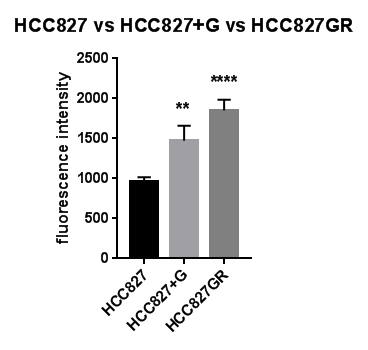 HCC827 vs HCC827+G vs HCC827GR
fluorescence intensity
2500
2000
1500
1000
500
0
**
****
HCC827
HCC827+G
HCC827GR